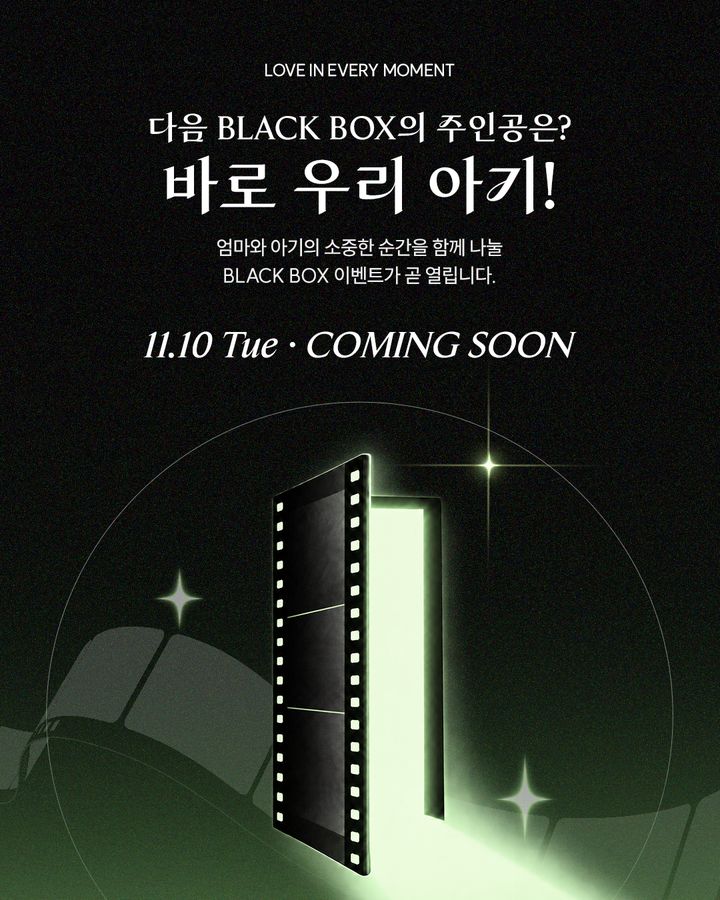 LOVE IN EVERY MOMENT
다음 BLACK BOX의 주인공은?
바로 우리 아기!
엄마와 아기의 소중한 순간을 함께 나눌
BLACK BOX 이벤트가 곧 열립니다.
11.10 Tue · COMING SOON